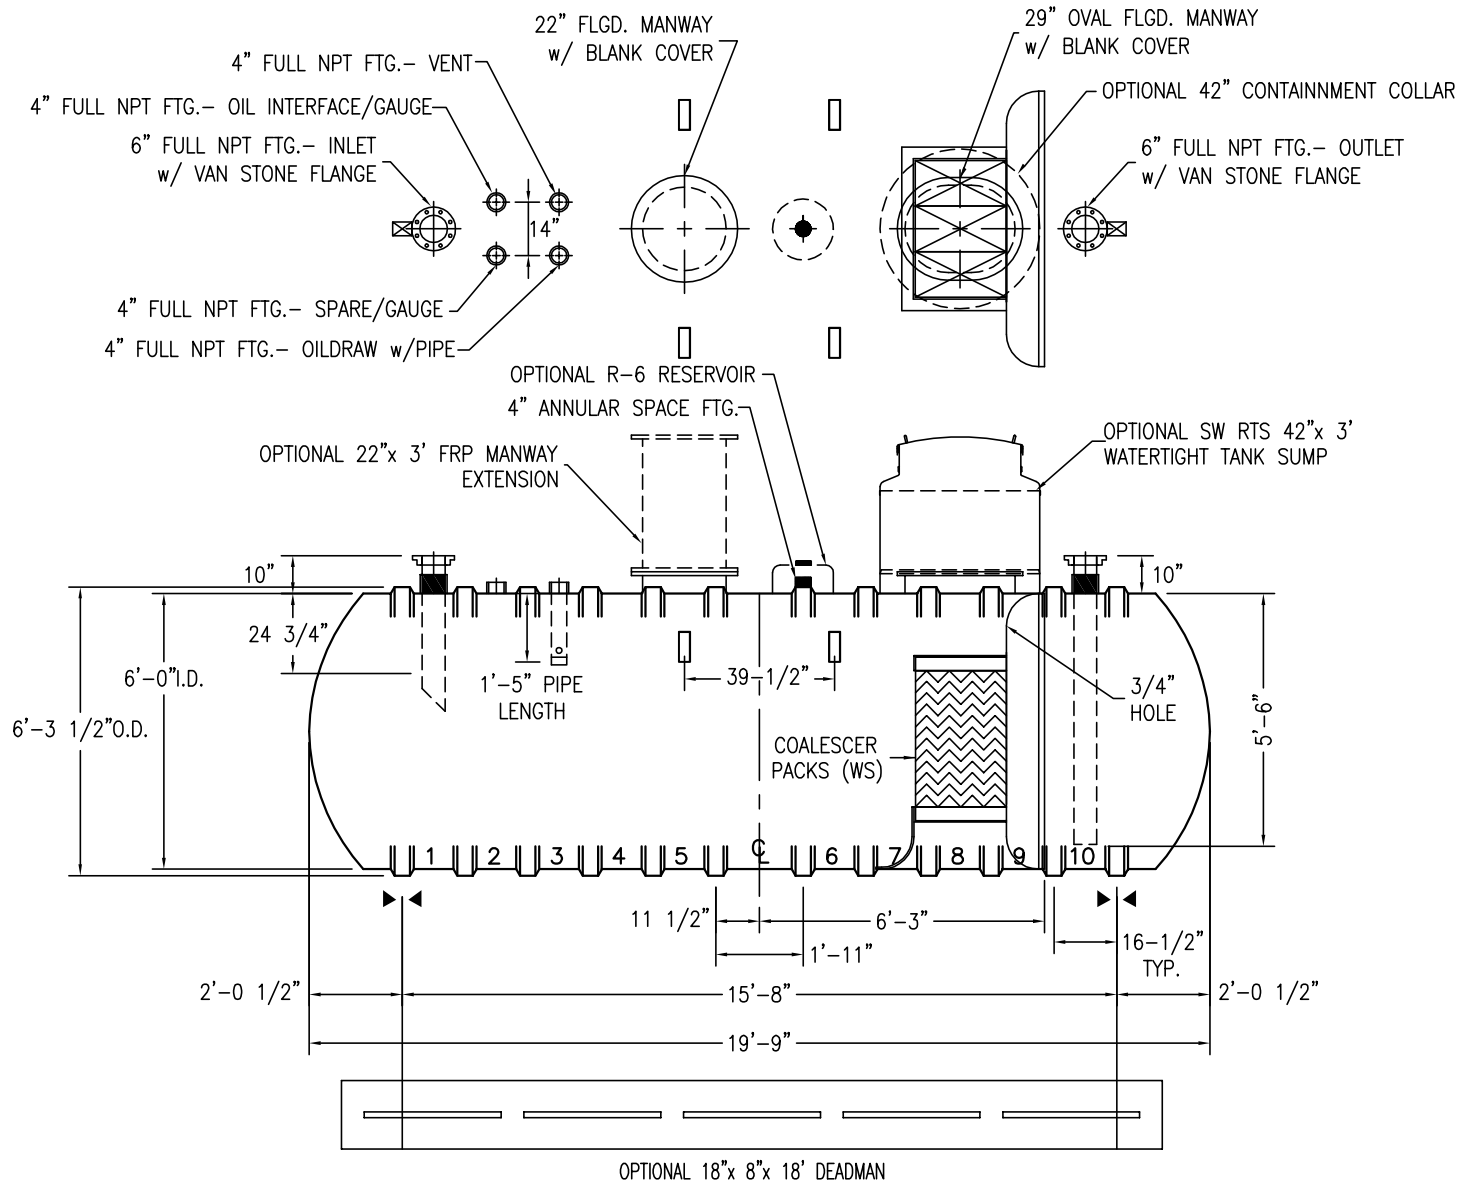 22" FLGD. MANWAY
w/ BLANK COVER
29" OVAL FLGD. MANWAY
w/ BLANK COVER
4" FULL NPT FTG.- VENT
OPTIONAL 42" CONTAINNMENT COLLAR
4" FULL NPT FTG.- OIL INTERFACE/GAUGE
6" FULL NPT FTG.- INLET
w/ VAN STONE FLANGE
6" FULL NPT FTG.- OUTLET
w/ VAN STONE FLANGE
14"
4" FULL NPT FTG.- SPARE/GAUGE
4" FULL NPT FTG.- OILDRAW w/PIPE
OPTIONAL R-6 RESERVOIR
4" ANNULAR SPACE FTG.
OPTIONAL 22"x 3' FRP MANWAY
EXTENSION
OPTIONAL SW RTS 42"x 3'
WATERTIGHT TANK SUMP
10"
10"
24 3/4"
6'-0"I.D.
6'-3 1/2"O.D.
1'-5" PIPE
LENGTH
39-1/2"
3/4"
HOLE
5'-6"
COALESCER
PACKS (WS)
1 2 3 4 5 CL 6 7 8 9 10
11 1/2"
6'-3"
1'-11"
16-1/2"
TYP.
2'-0 1/2"
15'-8"
2'-0 1/2"
19'-9"
OPTIONAL 18"x 8"x 18' DEADMAN